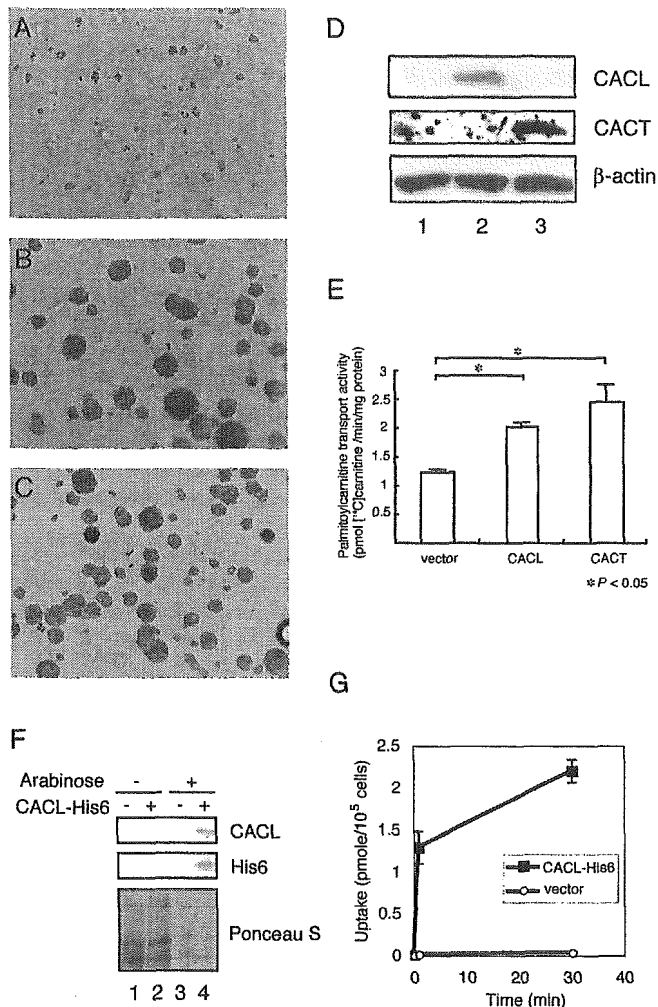 A
B
C
D
CACL
CACT
β-actin
1 2 3
E
Palmitoylcarnitine transport activity
(pmol [¹⁴C]carnitine /min/mg protein)
3
2.5
2
1.5
1
0.5
* *
vector CACL CACT
* P < 0.05
F
Arabinose - +
CACL-His6 - + - +
CACL
His6
Ponceau S
1 2 3 4
G
Uptake (pmole/10⁵ cells)
2.5
2
1.5
1
0.5
0
CACL-His6
vector
0 10 20 30 40
Time (min)